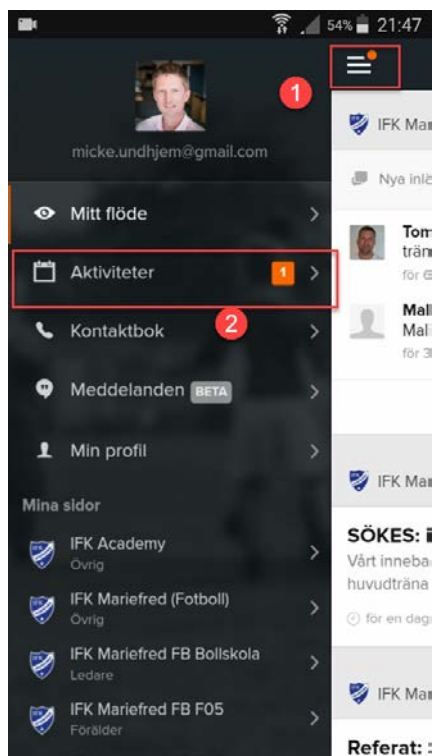 54% 21:47
1
micke.undhjem@gmail.com
Mitt flöde
Aktiviteter 1
2
Kontaktbok
Meddelanden BETA
Min profil
Mina sidor
IFK Academy
Övrig
IFK Mariefred (Fotboll)
Övrig
IFK Mariefred FB Bollskola
Ledare
IFK Mariefred FB F05
Förälder
IFK Mar
Nya inlä
Tom
trän
för 6
Mal
Mali
för 3
IFK Mar
SÖKES:
Vårt inneba
huvudträna
för en dag
IFK Mar
Referat: